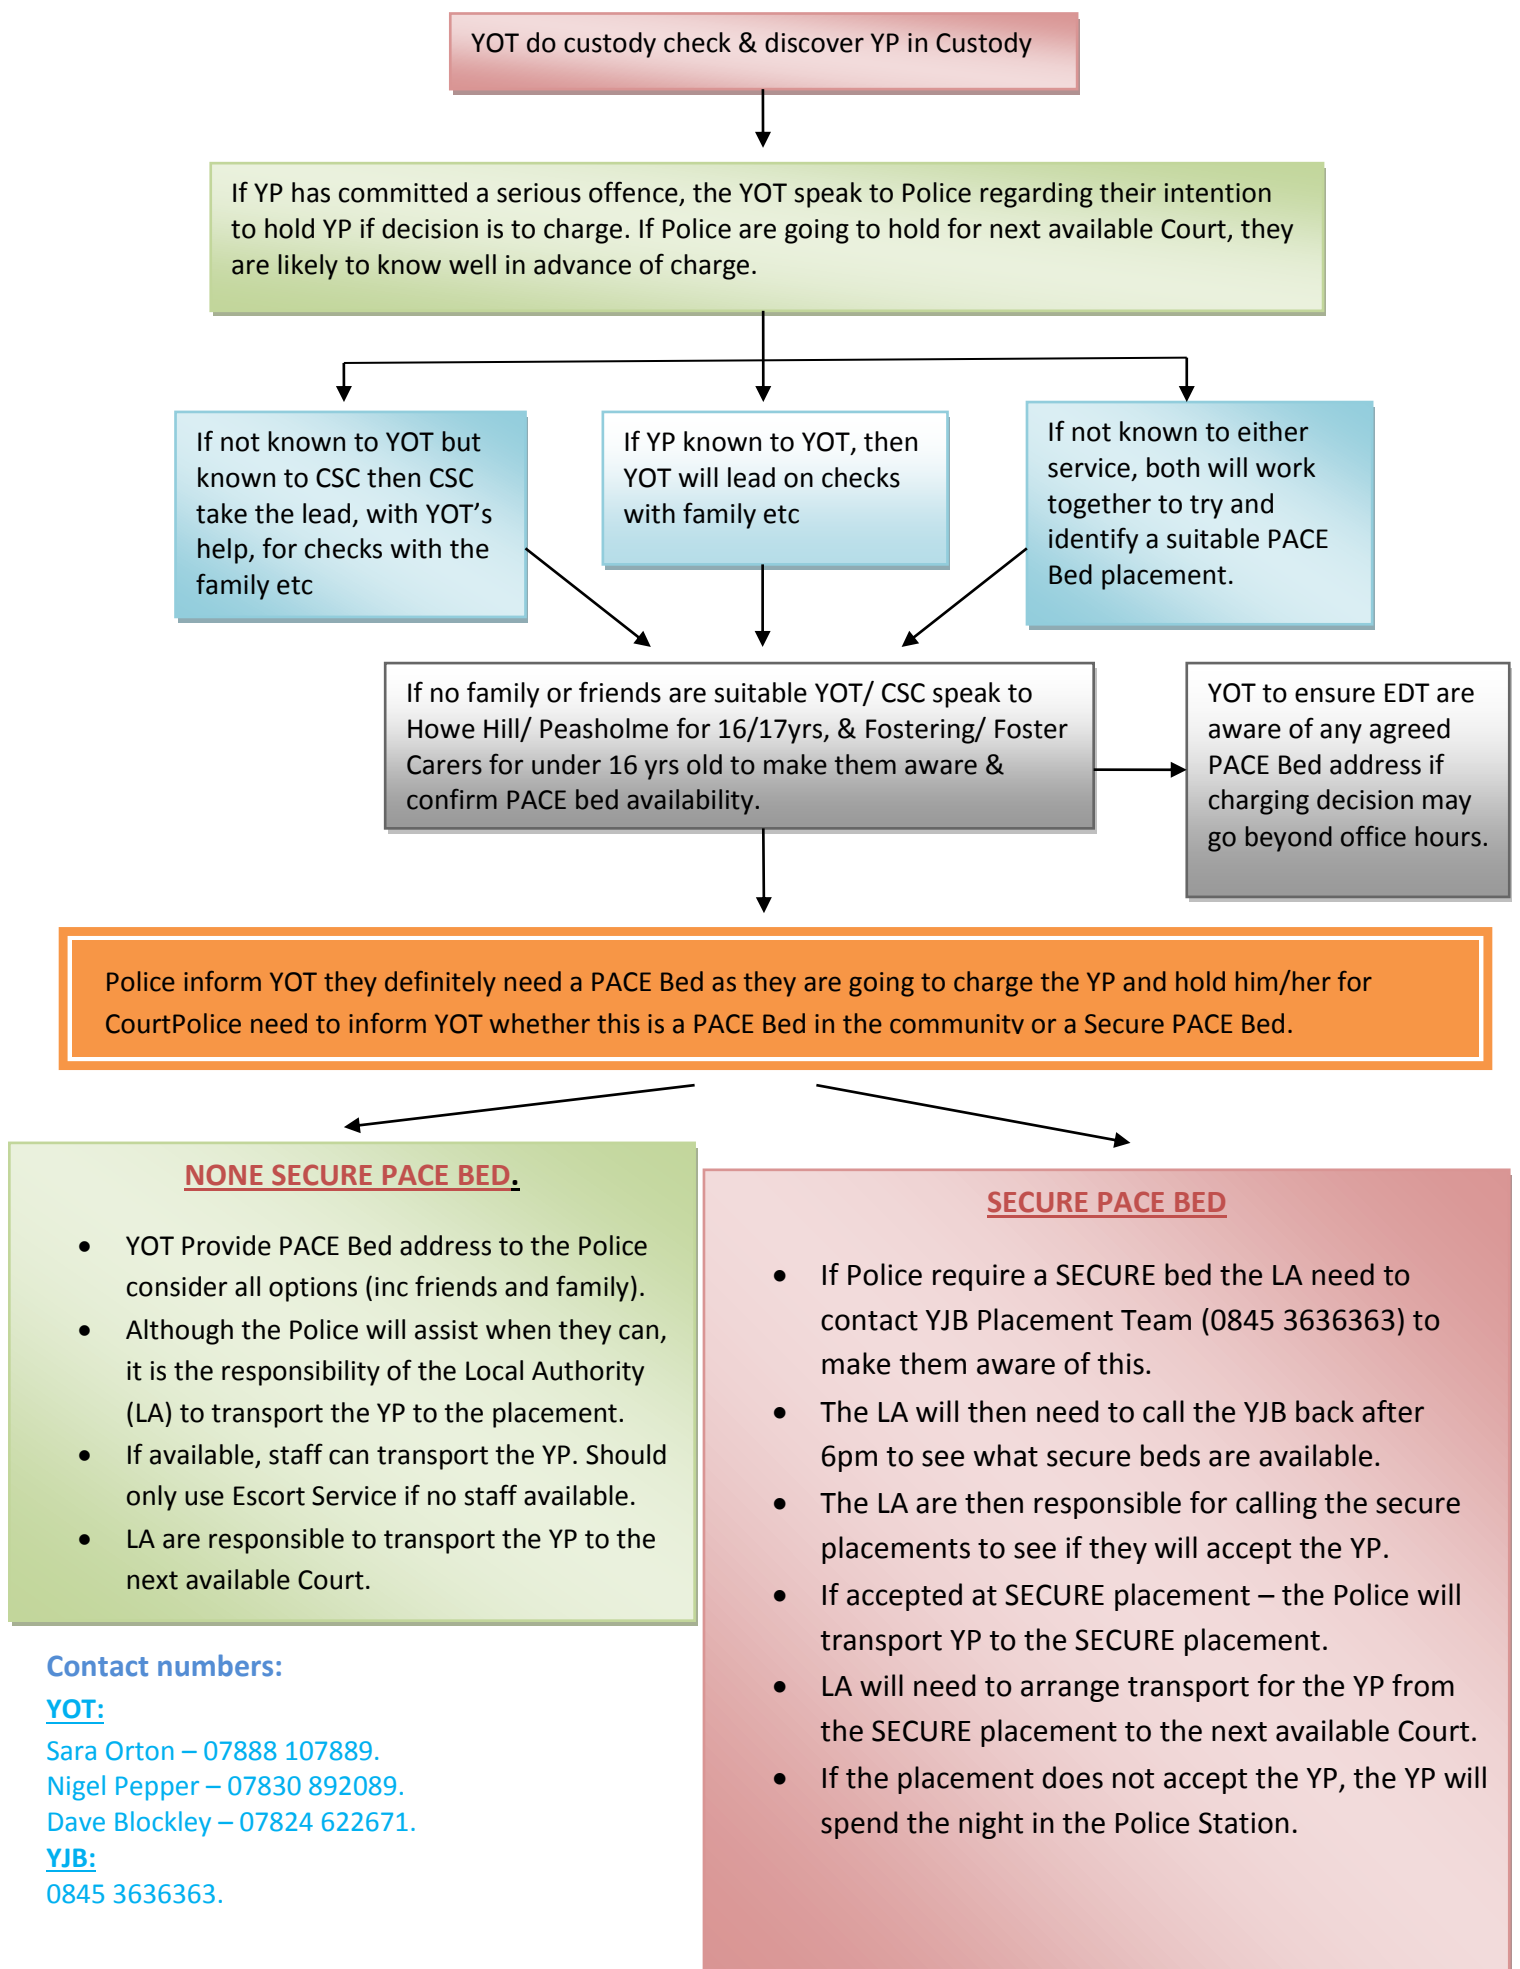 YOT do custody check & discover YP in Custody
If YP has committed a serious offence, the YOT speak to Police regarding their intention
to hold YP if decision is to charge. If Police are going to hold for next available Court, they
are likely to know well in advance of charge.
If not known to YOT but
known to CSC then CSC
take the lead, with YOT’s
help, for checks with the
family etc
If YP known to YOT, then
YOT will lead on checks
with family etc
If not known to either
service, both will work
together to try and
identify a suitable PACE
Bed placement.
If no family or friends are suitable YOT/ CSC speak to
Howe Hill/ Peasholme for 16/17yrs, & Fostering/ Foster
Carers for under 16 yrs old to make them aware &
confirm PACE bed availability.
YOT to ensure EDT are
aware of any agreed
PACE Bed address if
charging decision may
go beyond office hours.
Police inform YOT they definitely need a PACE Bed as they are going to charge the YP and hold him/her for
CourtPolice need to inform YOT whether this is a PACE Bed in the community or a Secure PACE Bed.
NONE SECURE PACE BED.
• YOT Provide PACE Bed address to the Police
consider all options (inc friends and family).
• Although the Police will assist when they can,
it is the responsibility of the Local Authority
(LA) to transport the YP to the placement.
• If available, staff can transport the YP. Should
only use Escort Service if no staff available.
• LA are responsible to transport the YP to the
next available Court.
SECURE PACE BED
• If Police require a SECURE bed the LA need to
contact YJB Placement Team (0845 3636363) to
make them aware of this.
• The LA will then need to call the YJB back after
6pm to see what secure beds are available.
• The LA are then responsible for calling the secure
placements to see if they will accept the YP.
• If accepted at SECURE placement – the Police will
transport YP to the SECURE placement.
• LA will need to arrange transport for the YP from
the SECURE placement to the next available Court.
• If the placement does not accept the YP, the YP will
spend the night in the Police Station.
Contact numbers:
YOT:
Sara Orton – 07888 107889.
Nigel Pepper – 07830 892089.
Dave Blockley – 07824 622671.
YJB:
0845 3636363.